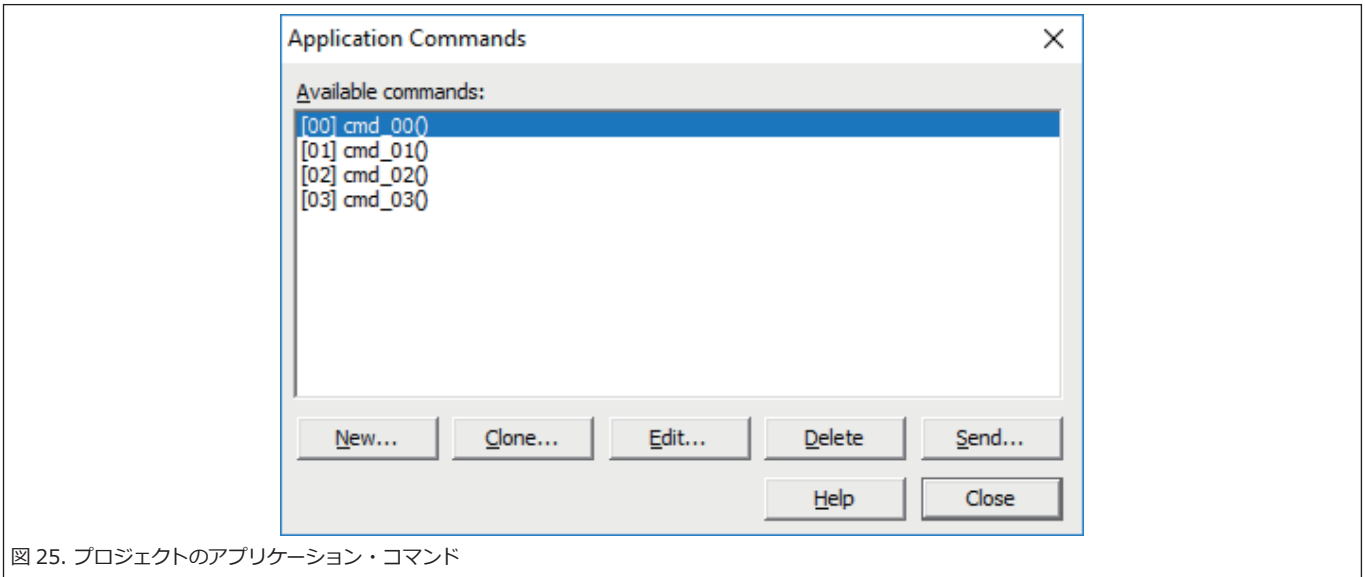 Application Commands
Available commands:
[00] cmd_00()
[01] cmd_01()
[02] cmd_02()
[03] cmd_03()
New... Clone... Edit... Delete Send...
Help Close
図 25. プロジェクトのアプリケーション・コマンド